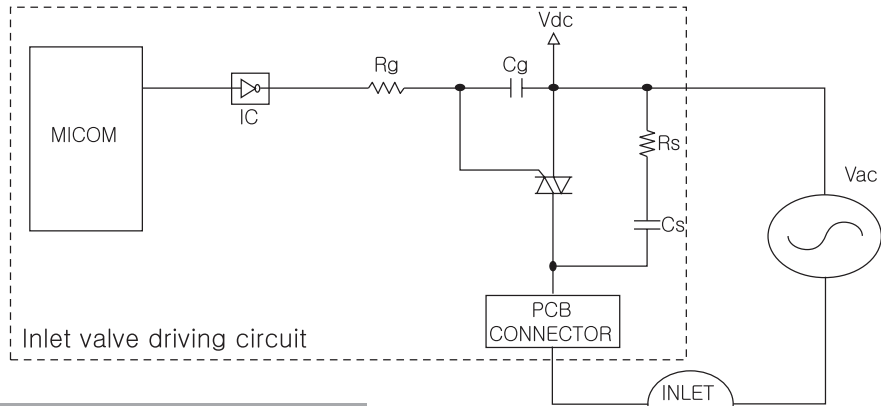 Vdc
Rg
Cg
IC
MICOM
Rs
Vac
Cs
PCB
CONNECTOR
Inlet valve driving circuit
INLET